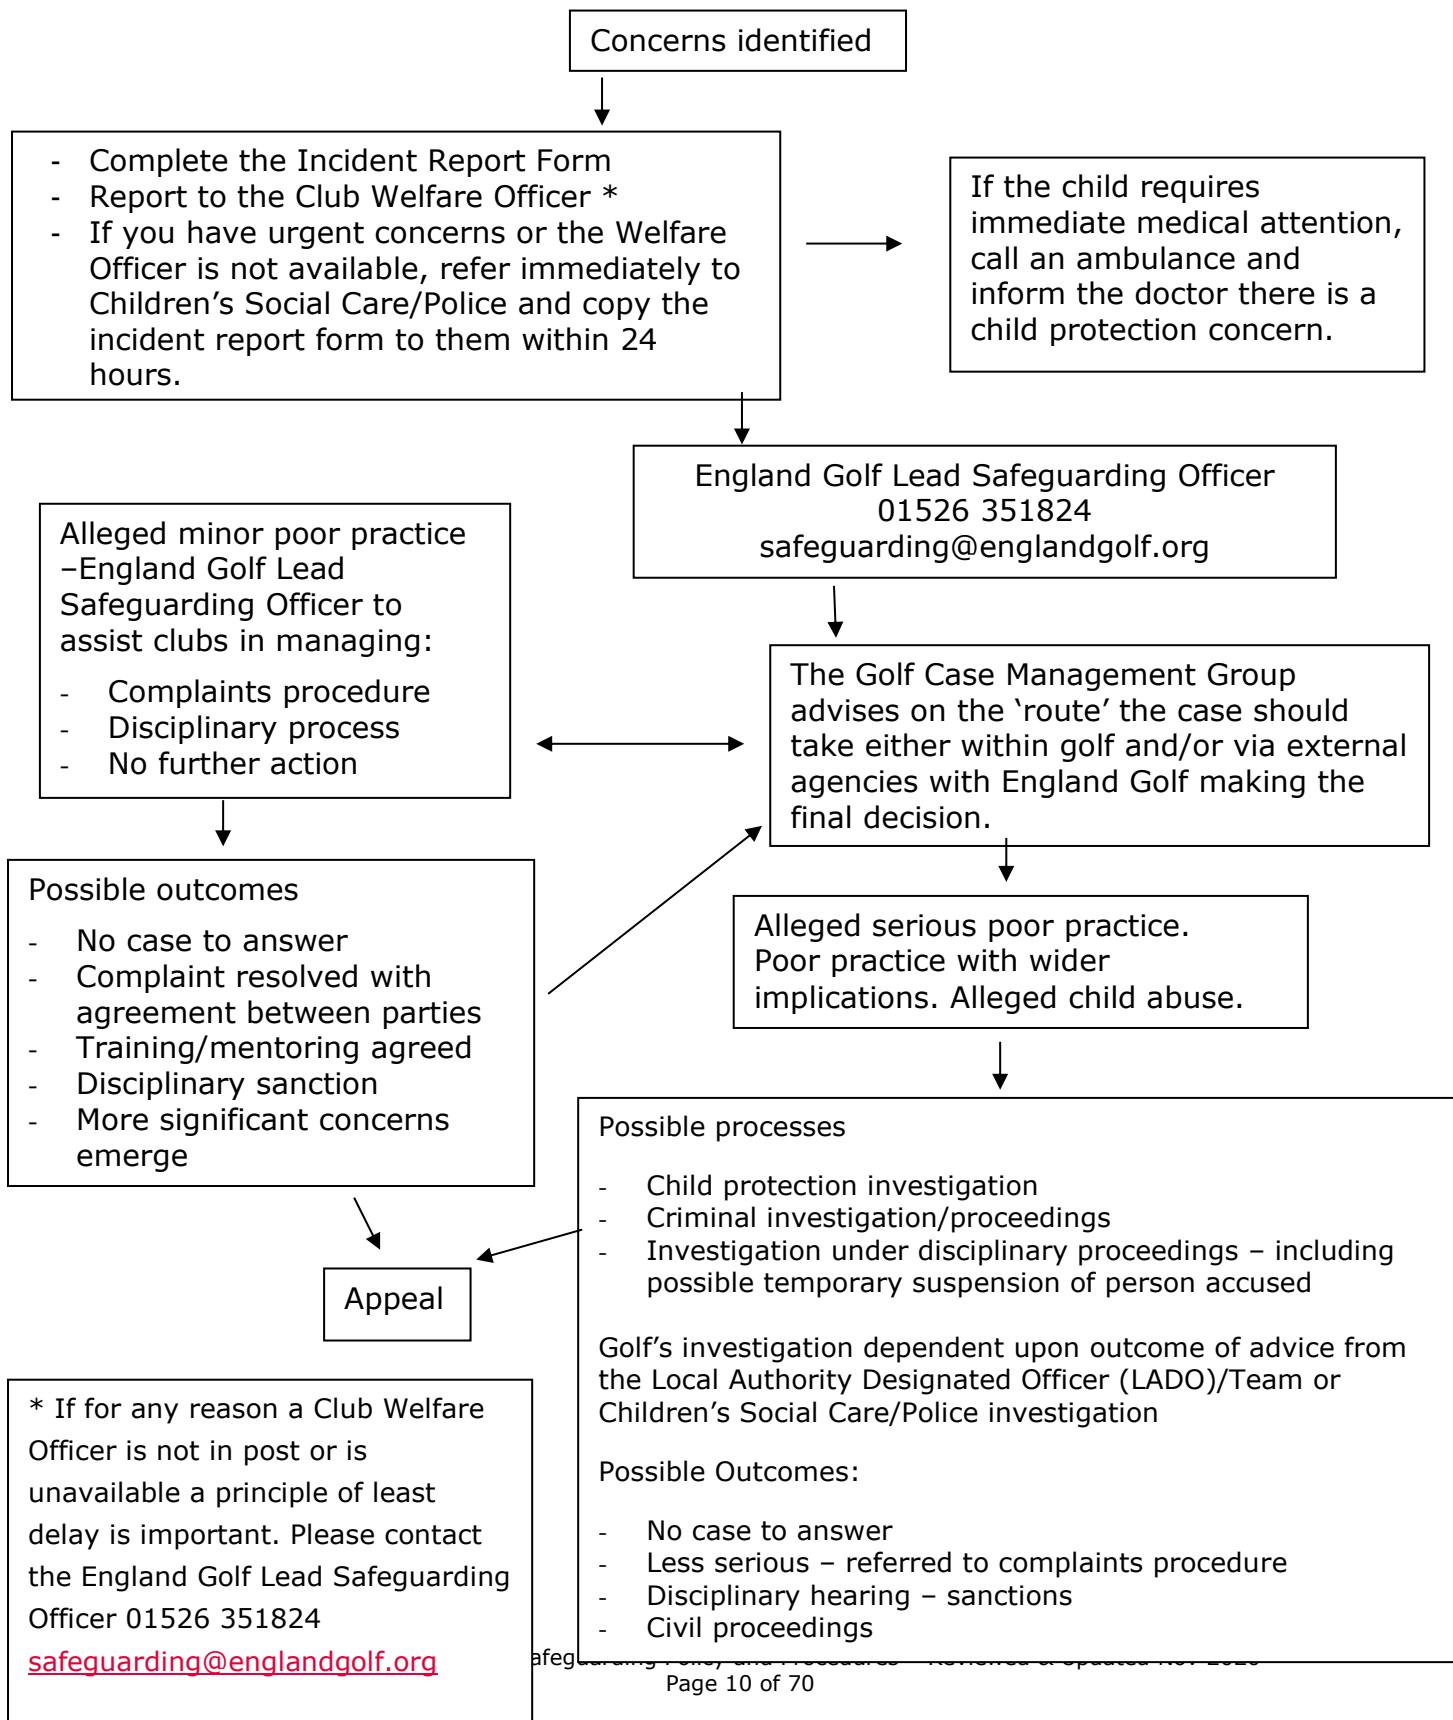 Concerns identified
- Complete the Incident Report Form
- Report to the Club Welfare Officer *
- If you have urgent concerns or the Welfare
Officer is not available, refer immediately to
Children’s Social Care/Police and copy the
incident report form to them within 24
hours.
If the child requires
immediate medical attention,
call an ambulance and
inform the doctor there is a
child protection concern.
England Golf Lead Safeguarding Officer
01526 351824
safeguarding@englandgolf.org
Alleged minor poor practice
–England Golf Lead
Safeguarding Officer to
assist clubs in managing:
- Complaints procedure
- Disciplinary process
- No further action
The Golf Case Management Group
advises on the ‘route’ the case should
take either within golf and/or via external
agencies with England Golf making the
final decision.
Possible outcomes
- No case to answer
- Complaint resolved with
agreement between parties
- Training/mentoring agreed
- Disciplinary sanction
- More significant concerns
emerge
Alleged serious poor practice.
Poor practice with wider
implications. Alleged child abuse.
Possible processes
- Child protection investigation
- Criminal investigation/proceedings
- Investigation under disciplinary proceedings – including
possible temporary suspension of person accused
Golf’s investigation dependent upon outcome of advice from
the Local Authority Designated Officer (LADO)/Team or
Children’s Social Care/Police investigation
Possible Outcomes:
- No case to answer
- Less serious – referred to complaints procedure
- Disciplinary hearing – sanctions
- Civil proceedings
Appeal
* If for any reason a Club Welfare
Officer is not in post or is
unavailable a principle of least
delay is important. Please contact
the England Golf Lead Safeguarding
Officer 01526 351824
safeguarding@englandgolf.org
afeguarding Policy and Procedures – Reviewed & Updated Nov 2020
Page 10 of 70